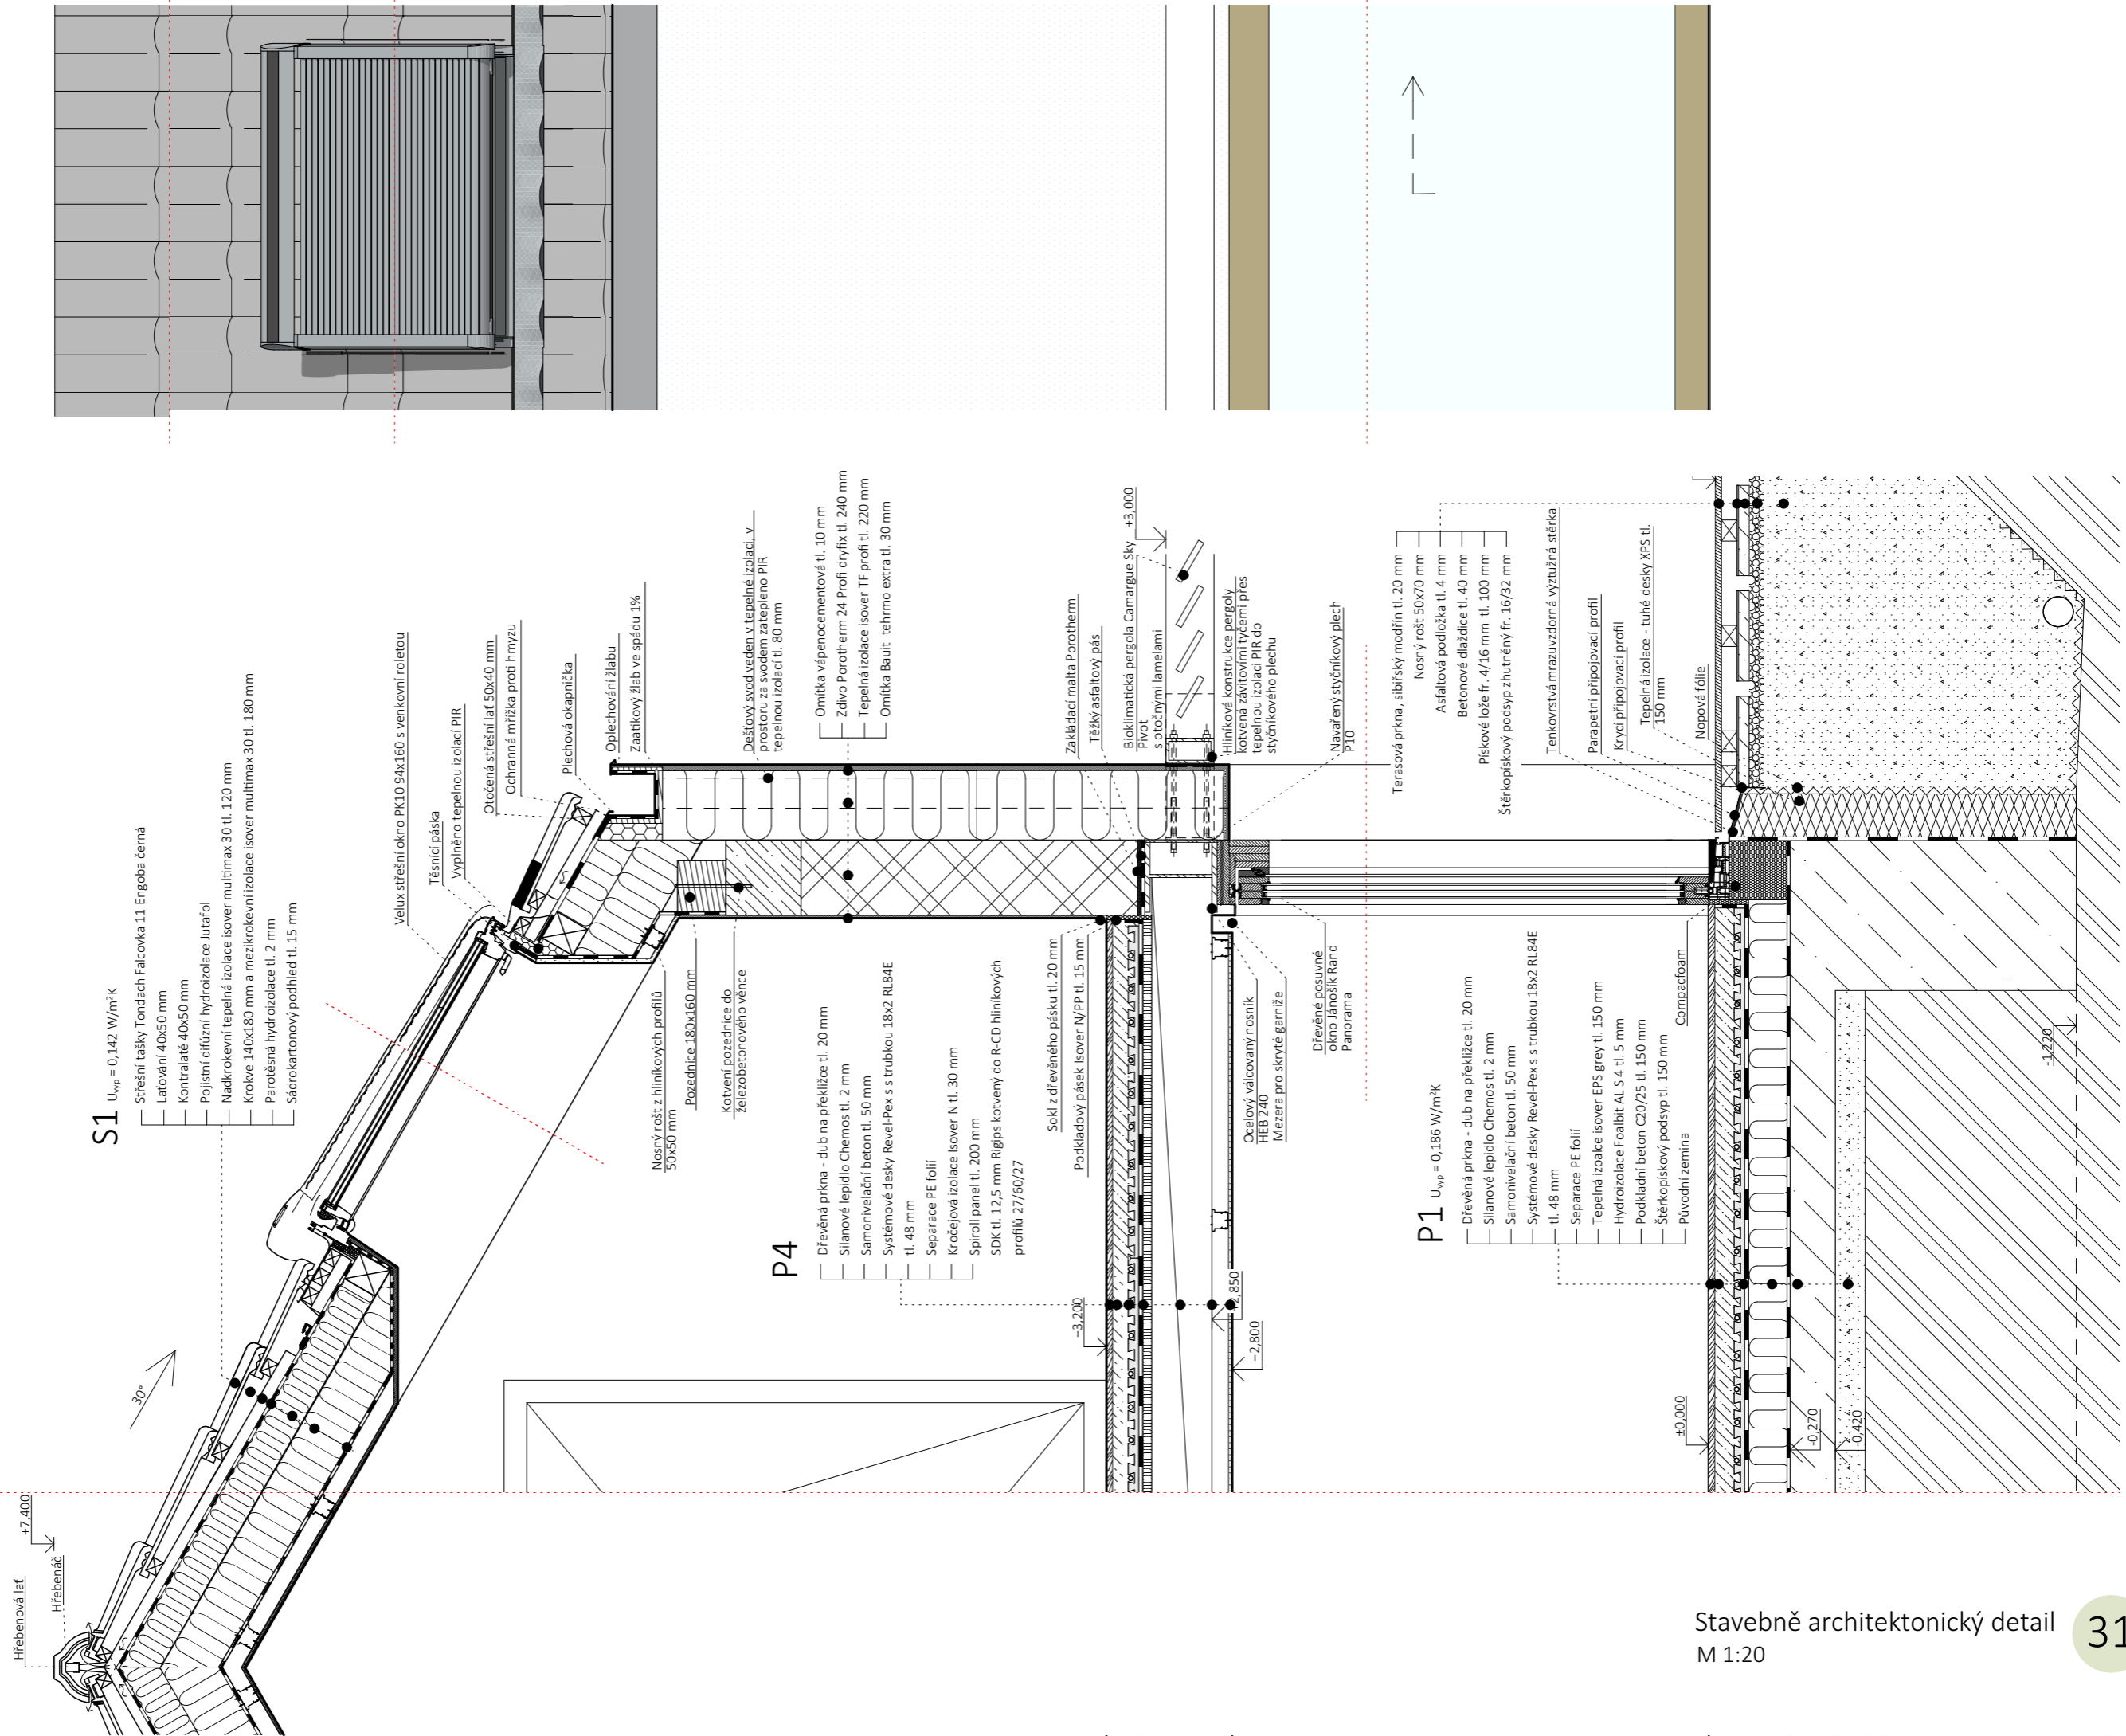 Hřebenová lať
Hřebenáč
+7,400
30°
S1
Uvyp = 0,142 W/m²K
Střešní tašky Tondach Falcovka 11 Engoba černá
Laťování 40x50 mm
Kontralatě 40x50 mm
Pojistní difúzní hydroizolace Jutafol
Nadkrokevní tepelná izolace isover multimax 30 tl. 120 mm
Krokve 140x180 mm a mezikrokevní izolace isover multimax 30 tl. 180 mm
Parotěsná hydroizolace tl. 2 mm
Sádrokartonový podhled tl. 15 mm
Velux střešní okno PK10 94x160 s venkovní roletou
Těsnící páska
Vyplněno tepelnou izolací PIR
Otočená střešní lať 50x40 mm
Ochranná mřížka proti hmyzu
Plechová okapnička
Oplechování žlabu
Zaatikový žlab ve spádu 1%
Nosný rošt z hliníkových profilů
50x50 mm
Pozednice 180x160 mm
Kotvení pozednice do
železobetonového věnce
Dešťový svod veden v tepelné izolaci, v
prostoru za svodem zatepleno PIR
tepelnou izolací tl. 80 mm
Omítka vápenocementová tl. 10 mm
Zdivo Porotherm 24 Profi dryfix tl. 240 mm
Tepelná izolace isover TF profi tl. 220 mm
Omítka Bauit tehrmo extra tl. 30 mm
P4
Dřevěná prkna - dub na překližce tl. 20 mm
Silanové lepidlo Chemos tl. 2 mm
Samonivelační beton tl. 50 mm
Systémové desky Revel-Pex s trubkou 18x2 RL84E
tl. 48 mm
Separace PE folií
Kročejová izolace Isover N tl. 30 mm
Spiroll panel tl. 200 mm
SDK tl. 12,5 mm Rigips kotvený do R-CD hliníkových
profilů 27/60/27
Sokl z dřevěného pásku tl. 20 mm
Podkladový pásek Isover N/PP tl. 15 mm
Zakládací malta Porotherm
Těžký asfaltový pás
Bioklimatická pergola Camargue Sky
Pivot
s otočnými lamelami
+3,000
Hliníková konstrukce pergoly
kotvená závitovými tyčemi přes
tepelnou izolaci PIR do
styčníkového plechu
Navařený styčníkový plech
P10
Ocelový válcovaný nosník
HEB 240
Mezera pro skryté garniže
Dřevěné posuvné
okno Jánošík Rand
Panorama
+3,200
+2,850
+2,800
Terasová prkna, sibiřský modřín tl. 20 mm
Nosný rošt 50x70 mm
Asfaltová podložka tl. 4 mm
Betonové dlaždice tl. 40 mm
Pískové lože fr. 4/16 mm tl. 100 mm
Štěrkopískový podsyp zhutněný fr. 16/32 mm
Tenkovrstvá mrazuvzdorná výztužná stěrka
Parapetní připojovací profil
Krycí připojovací profil
Tepelná izolace - tuhé desky XPS tl.
150 mm
Nopová fólie
P1
Uvyp = 0,186 W/m²K
Dřevěná prkna - dub na překližce tl. 20 mm
Silanové lepidlo Chemos tl. 2 mm
Samonivelační beton tl. 50 mm
Systémové desky Revel-Pex s s trubkou 18x2 RL84E
tl. 48 mm
Separace PE folií
Tepelná izoalce isover EPS grey tl. 150 mm
Hydroizolace Foalbit AL S 4 tl. 5 mm
Podkladní beton C20/25 tl. 150 mm
Štěrkopískový podsyp tl. 150 mm
Původní zemina
Compacfoam
±0,000
-0,270
-0,420
-1,220
Stavebně architektonický detail
M 1:20
31